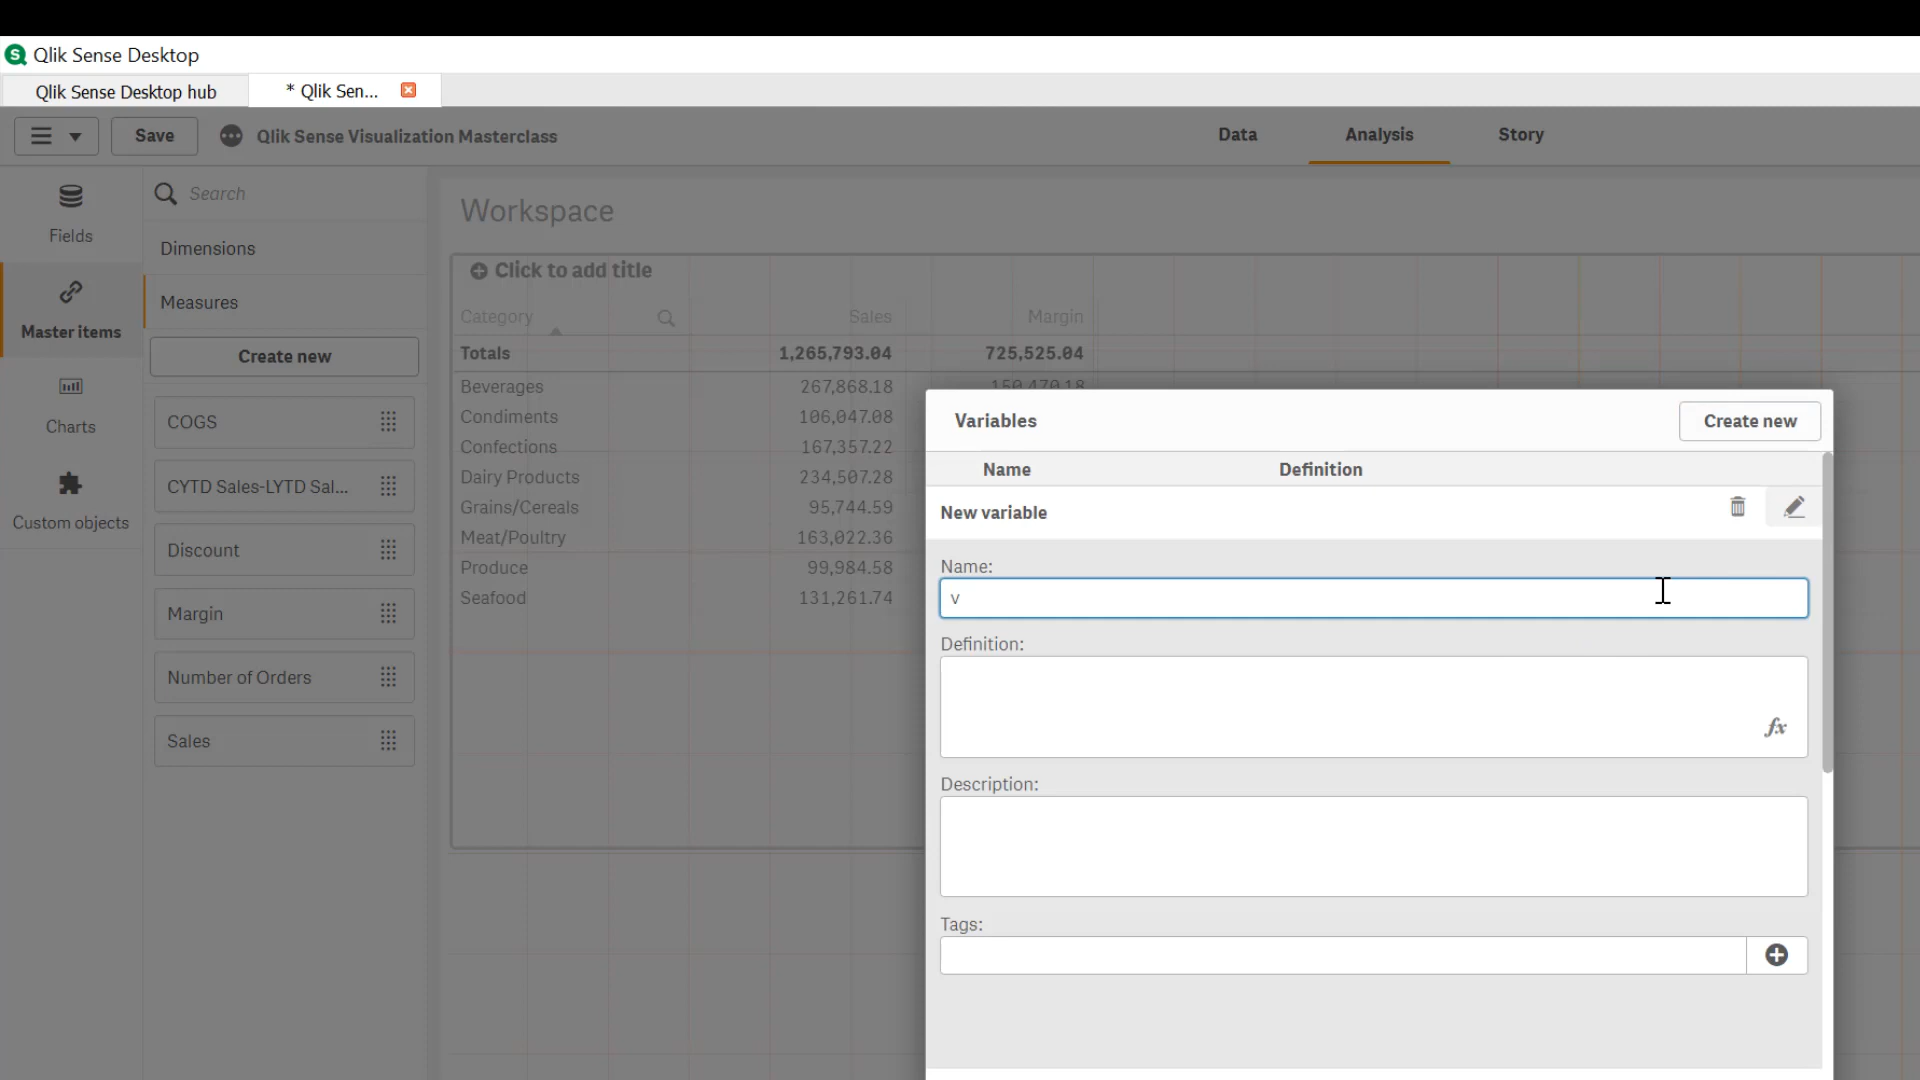 Qlik Sense Desktop
Qlik Sense Desktop hub
* Qlik Sen...
Save
Qlik Sense Visualization Masterclass
Data
Analysis
Story
Fields
Master items
Charts
Custom objects
Search
Dimensions
Measures
Create new
COGS
CYTD Sales-LYTD Sal...
Discount
Margin
Number of Orders
Sales
Workspace
Click to add title
Category Sales Margin
Totals 1,265,793.04 725,525.04
Beverages 267,868.18 150,470.18
Condiments 106,047.08
Confections 167,357.22
Dairy Products 234,507.28
Grains/Cereals 95,744.59
Meat/Poultry 163,022.36
Produce 99,984.58
Seafood 131,261.74
Variables
Create new
Name Definition
New variable
Name:
v
Definition:
fx
Description:
Tags: